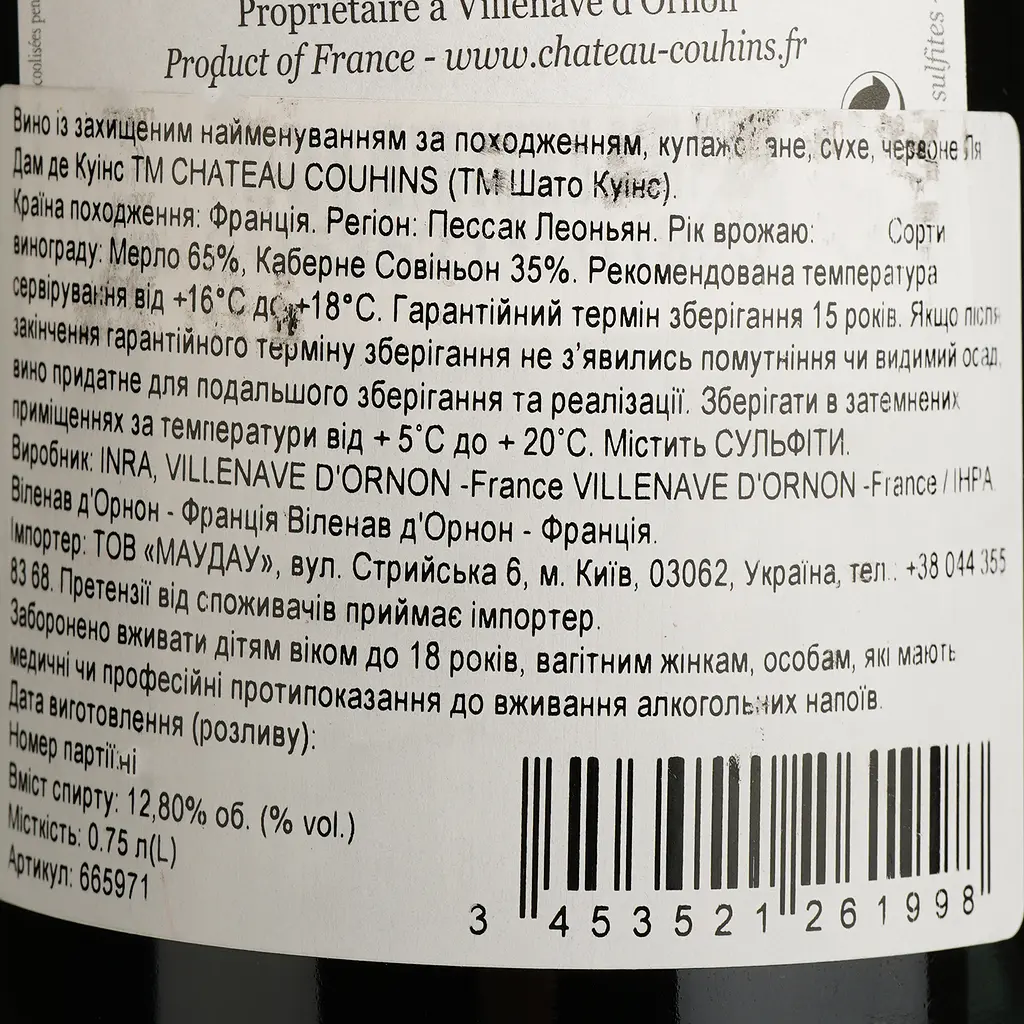 Propriétaire à Villenave d'Ornon
Product of France - www.chateau-couhins.fr
sulfites -
Вино із захищеним найменуванням за походженням, сухе, червоне Ля
Дам де Куінс ТМ CHATEAU COUHINS (ТМ Шато Куінс).
Країна походження: Франція. Регіон: Пессак Леоньян. Рік врожаю: Сорти
винограду: Мерло 65%, Каберне Совіньон 35%. Рекомендована температура
сервірування від +16°C до +18°C. Гарантійний термін зберігання 15 років. Якщо після
закінчення гарантійного терміну зберігання не з’явились помутніння чи видимий осад,
вино придатне для подальшого зберігання та реалізації. Зберігати в затемнених
приміщеннях за температури від + 5°C до + 20°C. Містить СУЛЬФІТИ.
Виробник: INRA, VILLENAVE D'ORNON -France VILLENAVE D'ORNON -France / ІНРА
Віленав д'Орнон - Франція Віленав д'Орнон - Франція.
Імпортер: ТОВ «МАУДАУ», вул. Стрийська 6, м. Київ, 03062, Україна, тел.: +38 044 355
83 68. Претензії від споживачів приймає імпортер.
Заборонено вживати дітям віком до 18 років, вагітним жінкам, особам, які мають
медичні чи професійні протипоказання до вживання алкогольних напоїв.
Дата виготовлення (розливу):
Номер партії:
Вміст спирту: 12,80% об. (% vol.)
Місткість: 0.75 л(L)
Артикул: 665971
3 453521 261998